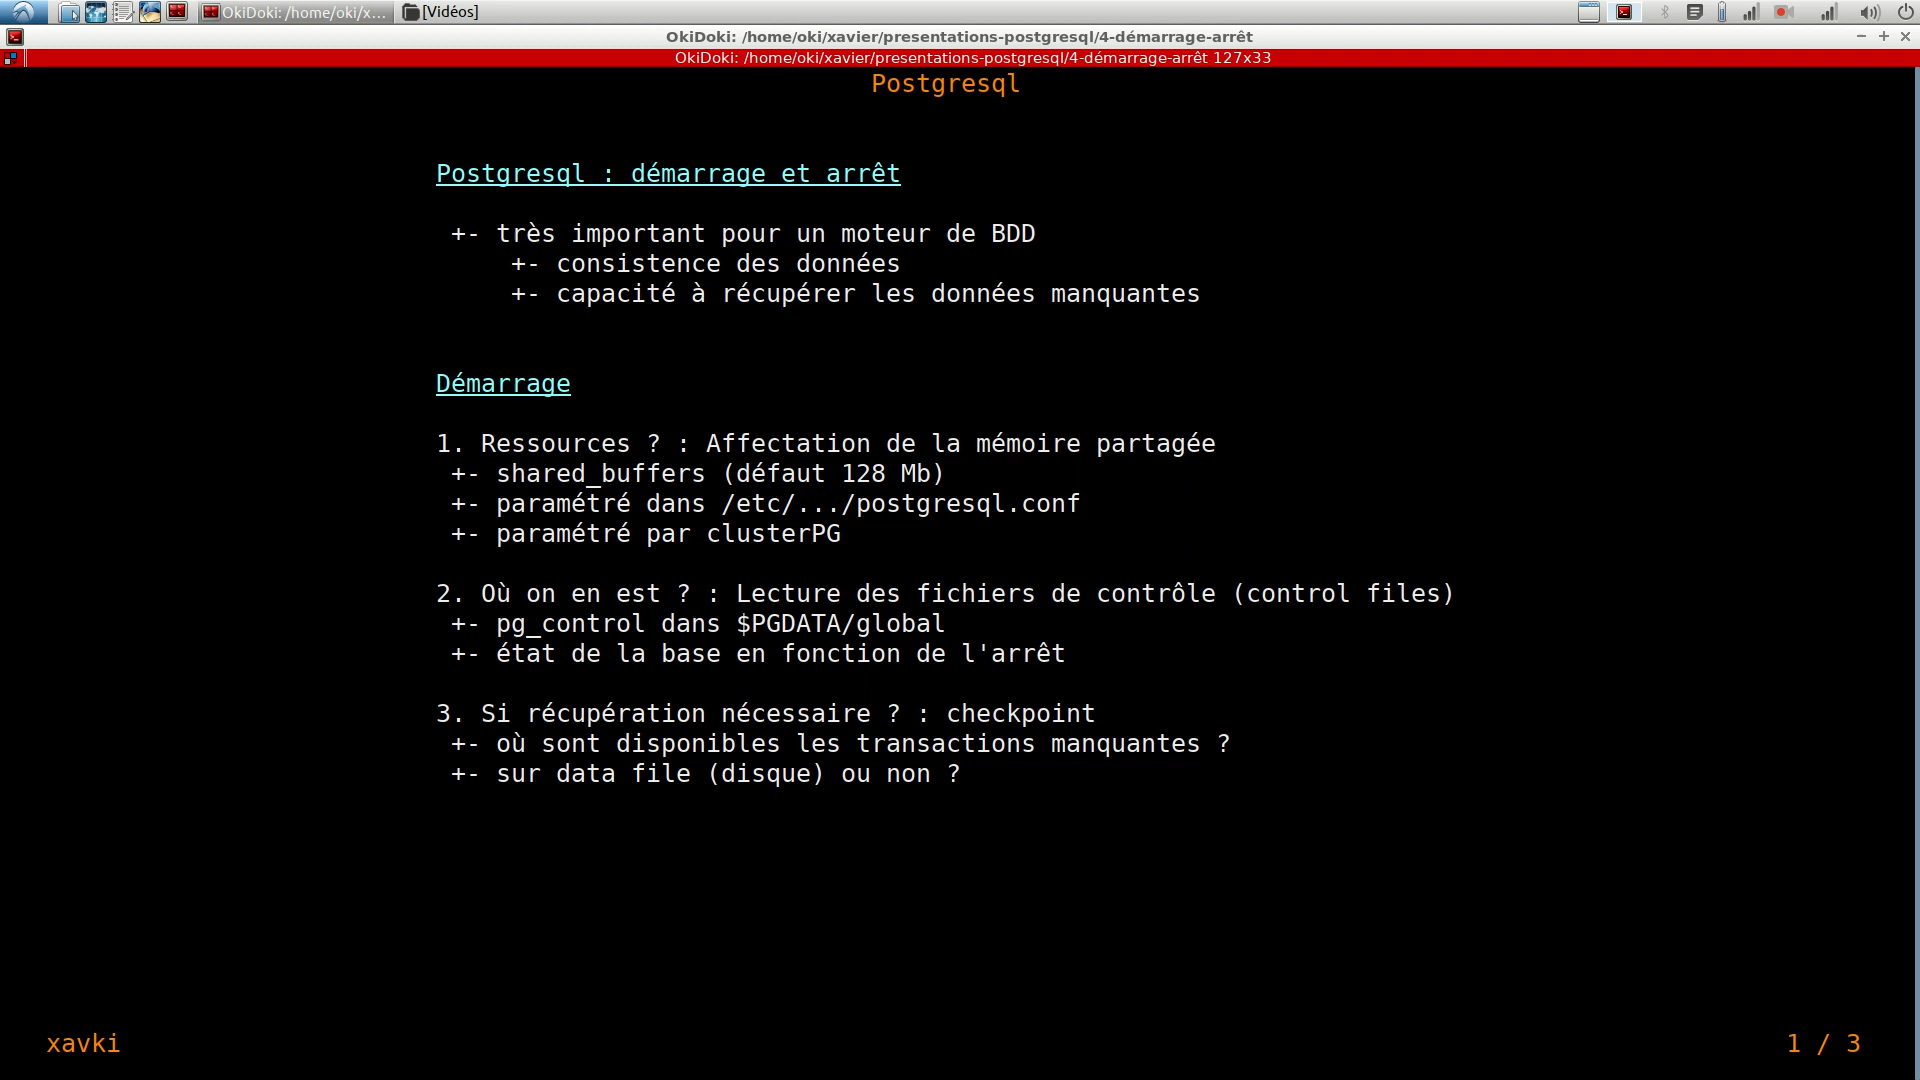 OkiDoki: /home/oki/x...
[Vidéos]
OkiDoki: /home/oki/xavier/presentations-postgresql/4-démarrage-arrêt
OkiDoki: /home/oki/xavier/presentations-postgresql/4-démarrage-arrêt 127x33
Postgresql
Postgresql : démarrage et arrêt
+- très important pour un moteur de BDD
+- consistence des données
+- capacité à récupérer les données manquantes
Démarrage
1. Ressources ? : Affectation de la mémoire partagée
+- shared_buffers (défaut 128 Mb)
+- paramétré dans /etc/.../postgresql.conf
+- paramétré par clusterPG
2. Où on en est ? : Lecture des fichiers de contrôle (control files)
+- pg_control dans $PGDATA/global
+- état de la base en fonction de l'arrêt
3. Si récupération nécessaire ? : checkpoint
+- où sont disponibles les transactions manquantes ?
+- sur data file (disque) ou non ?
xavki
1 / 3